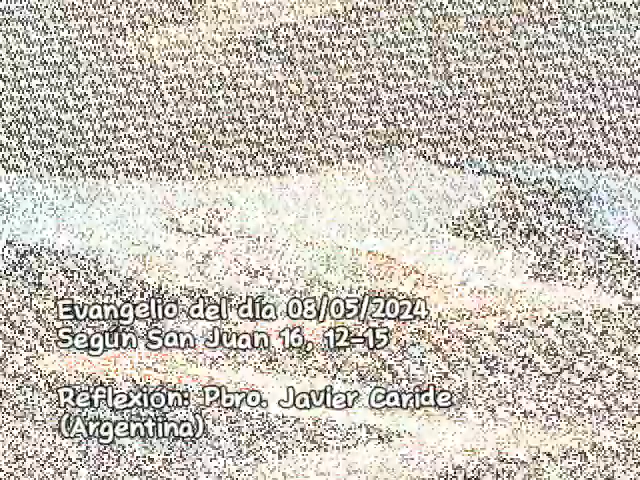 Evangelio del día 08/05/2024
Según San Juan 16, 12-15
Reflexión: Pbro. Javier Caride
(Argentina)